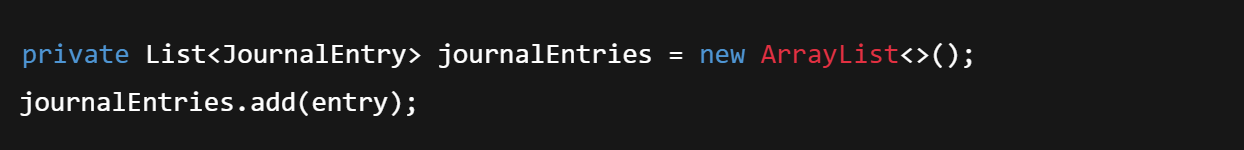 private List<JournalEntry> journalEntries = new ArrayList<>();
journalEntries.add(entry);